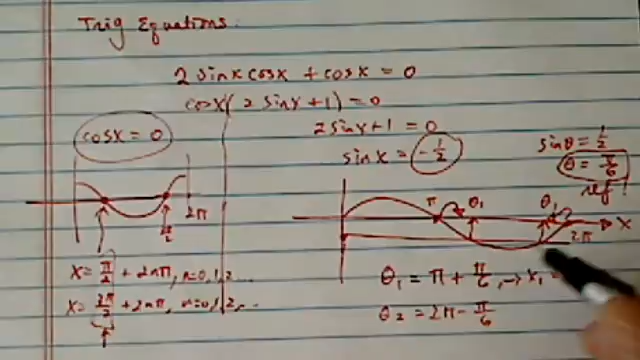 Trig Equations.
2 sinx cosx + cosx = 0
cosx( 2 sinx + 1) = 0
cosx = 0
2 sinx + 1 = 0
sinx = -1/2
sinθ = 1/2
θ = π/6
ref!
π θ₁ θ₁ 2π x
2π
x = π/2 + 2nπ, n=0,1,2...
x = 3π/2 + 2nπ, n=0,1,2,...
θ₁ = π + π/6 , → x₁ =
θ₂ = 2π - π/6